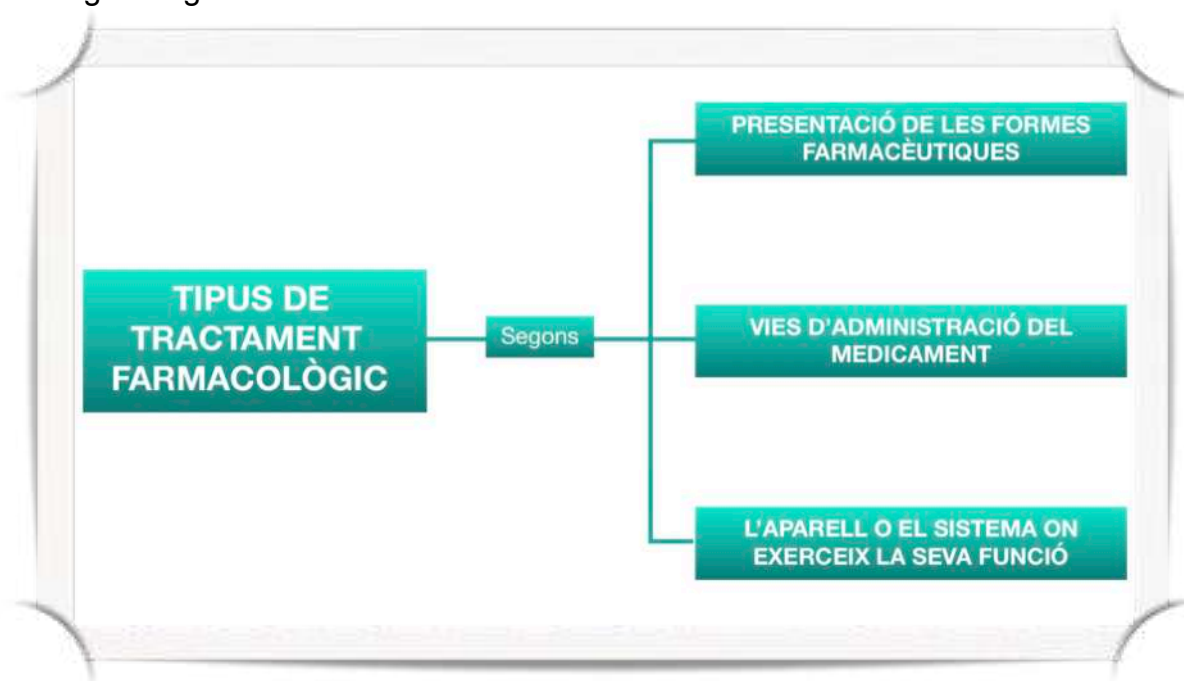 TIPUS DE
TRACTAMENT
FARMACOLÒGIC
Segons
PRESENTACIÓ DE LES FORMES
FARMACÈUTIQUES
VIES D'ADMINISTRACIÓ DEL
MEDICAMENT
L'APARELL O EL SISTEMA ON
EXERCEIX LA SEVA FUNCIÓ